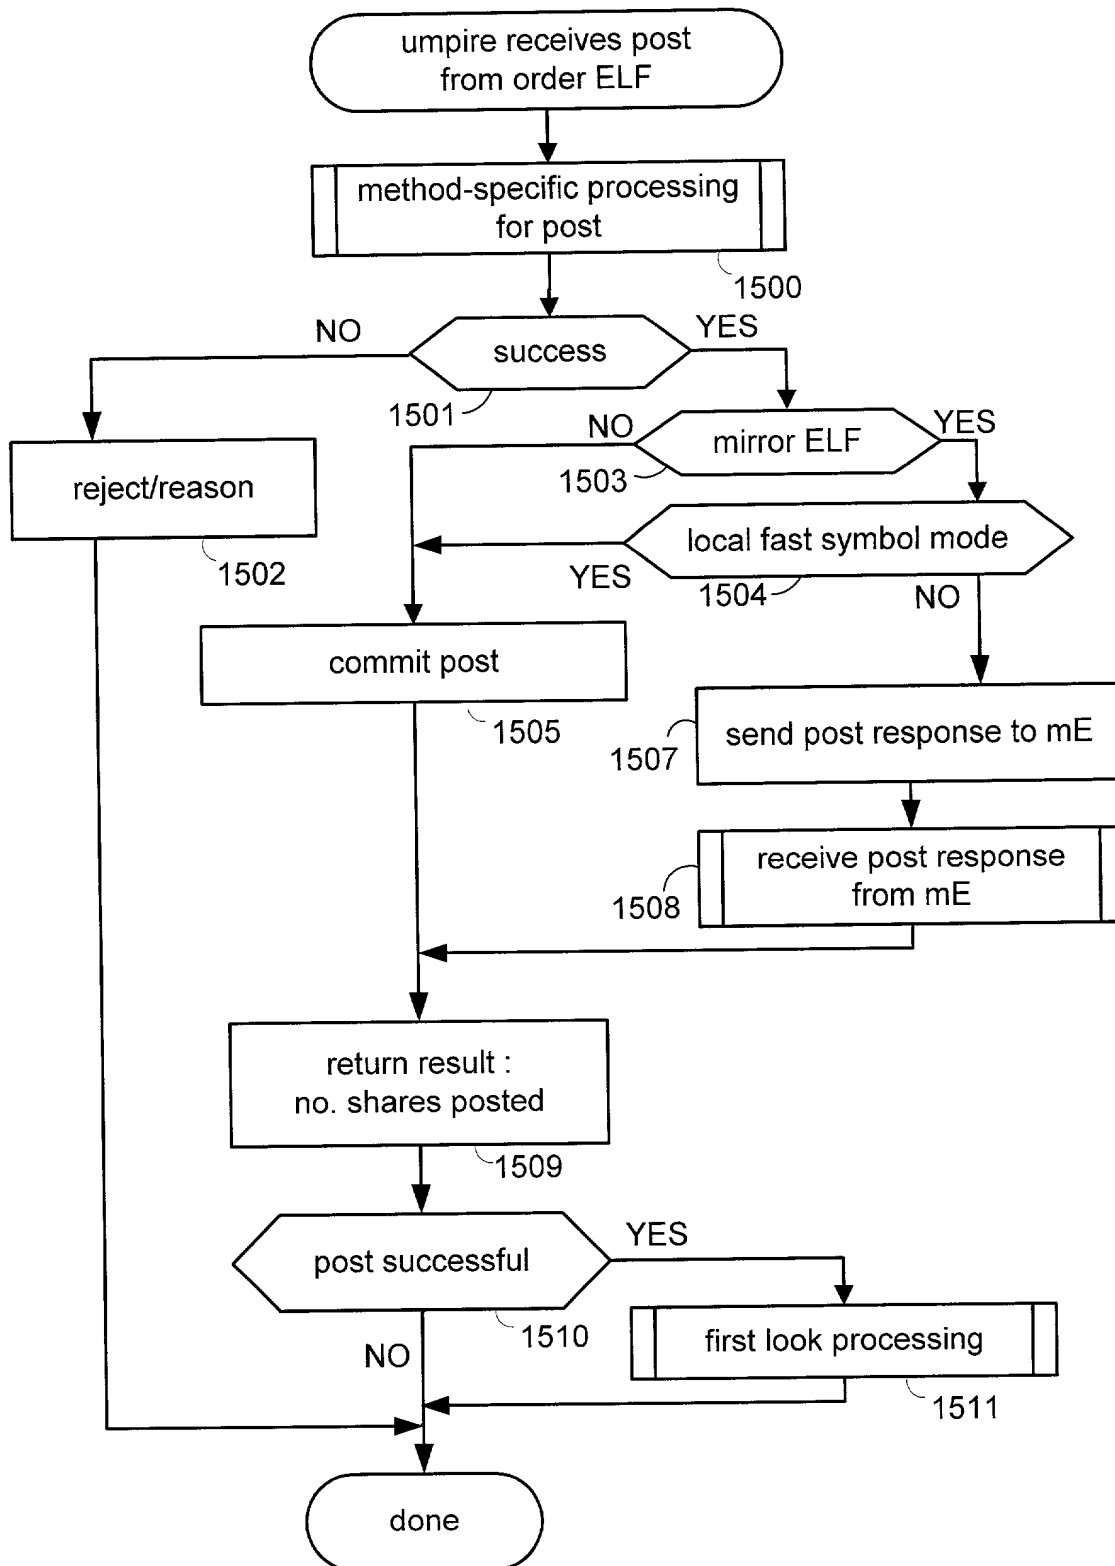 umpire receives post
from order ELF
method-specific processing
for post
1500
NO
YES
success
1501
NO
YES
mirror ELF
1503
reject/reason
1502
local fast symbol mode
YES
1504
NO
commit post
1505
send post response to mE
1507
receive post response
from mE
1508
return result :
no. shares posted
1509
YES
post successful
1510
NO
first look processing
1511
done